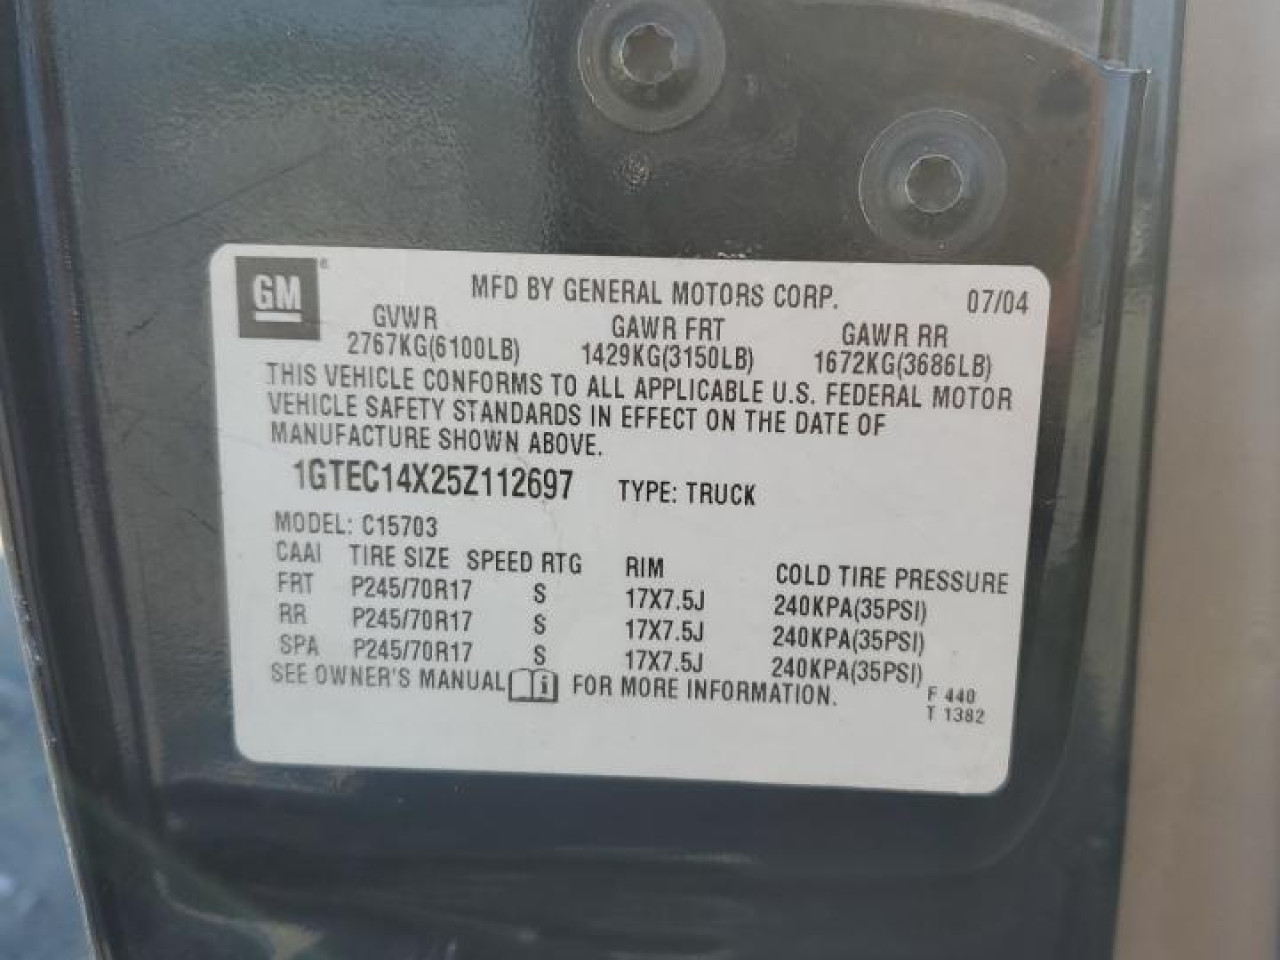 GM®
MFD BY GENERAL MOTORS CORP. 07/04
GVWR GAWR FRT GAWR RR
2767KG(6100LB) 1429KG(3150LB) 1672KG(3686LB)
THIS VEHICLE CONFORMS TO ALL APPLICABLE U.S. FEDERAL MOTOR
VEHICLE SAFETY STANDARDS IN EFFECT ON THE DATE OF
MANUFACTURE SHOWN ABOVE.
1GTEC14X25Z112697 TYPE: TRUCK
MODEL: C15703
CAAI TIRE SIZE SPEED RTG RIM COLD TIRE PRESSURE
FRT P245/70R17 S 17X7.5J 240KPA(35PSI)
RR P245/70R17 S 17X7.5J 240KPA(35PSI)
SPA P245/70R17 S 17X7.5J 240KPA(35PSI)
SEE OWNER'S MANUAL i FOR MORE INFORMATION.
F 440
T 1382